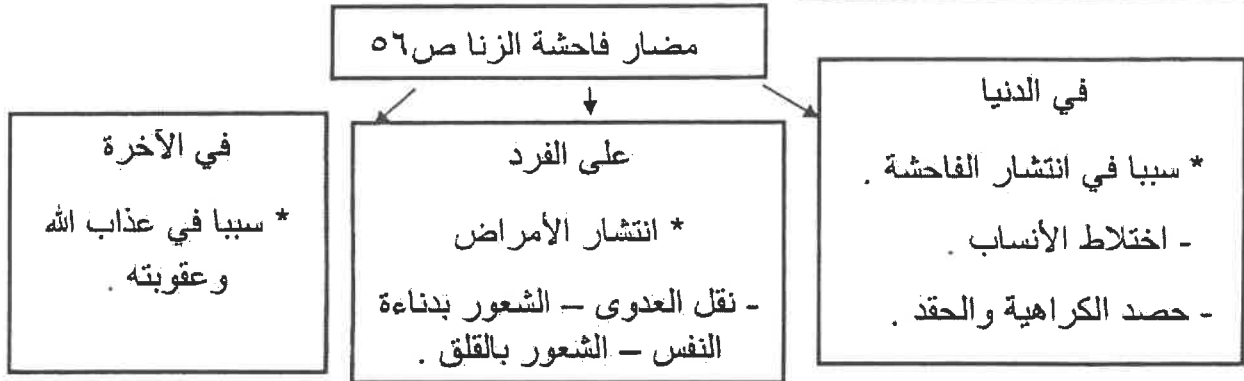 مضار فاحشة الزنا ص٥٦
في الدنيا
* سببا في انتشار الفاحشة .
- اختلاط الأنساب .
- حصد الكراهية والحقد .
على الفرد
* انتشار الأمراض
- نقل العدوى – الشعور بدناءة
النفس – الشعور بالقلق .
في الآخرة
* سببا في عذاب الله
وعقوبته .